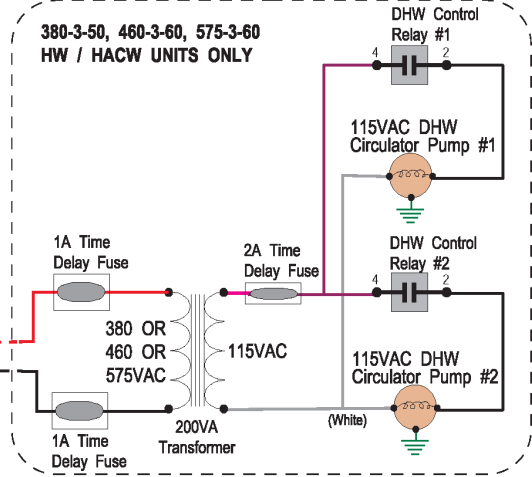 380-3-50, 460-3-60, 575-3-60
HW / HACW UNITS ONLY
DHW Control
Relay #1
4
2
115VAC DHW
Circulator Pump #1
1A Time
Delay Fuse
2A Time
Delay Fuse
DHW Control
Relay #2
4
2
380 OR
460 OR
575VAC
115VAC
115VAC DHW
Circulator Pump #2
(White)
200VA
Transformer
1A Time
Delay Fuse